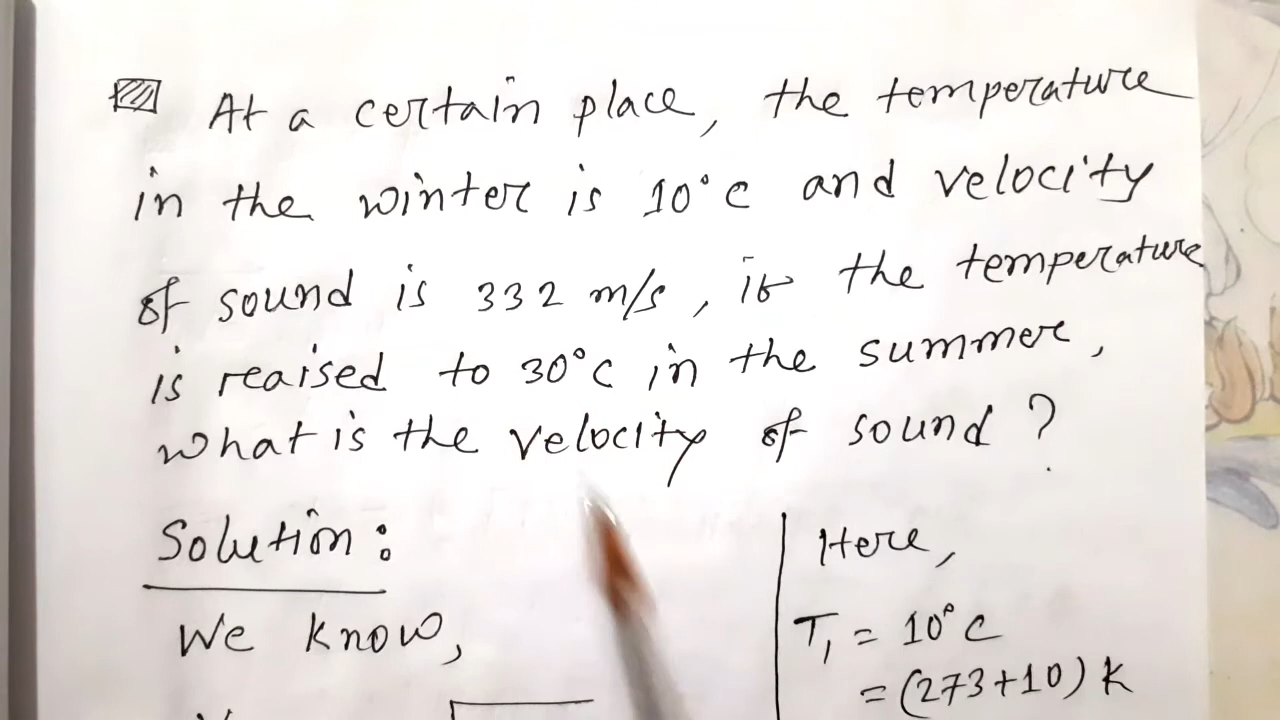 At a certain place, the temperature
in the winter is 10°c and velocity
of sound is 332 m/s, if the temperature
is reaised to 30°c in the summer,
what is the velocity of sound ?
Solution:
We know,
Here,
T₁ = 10°c
= (273+10) K